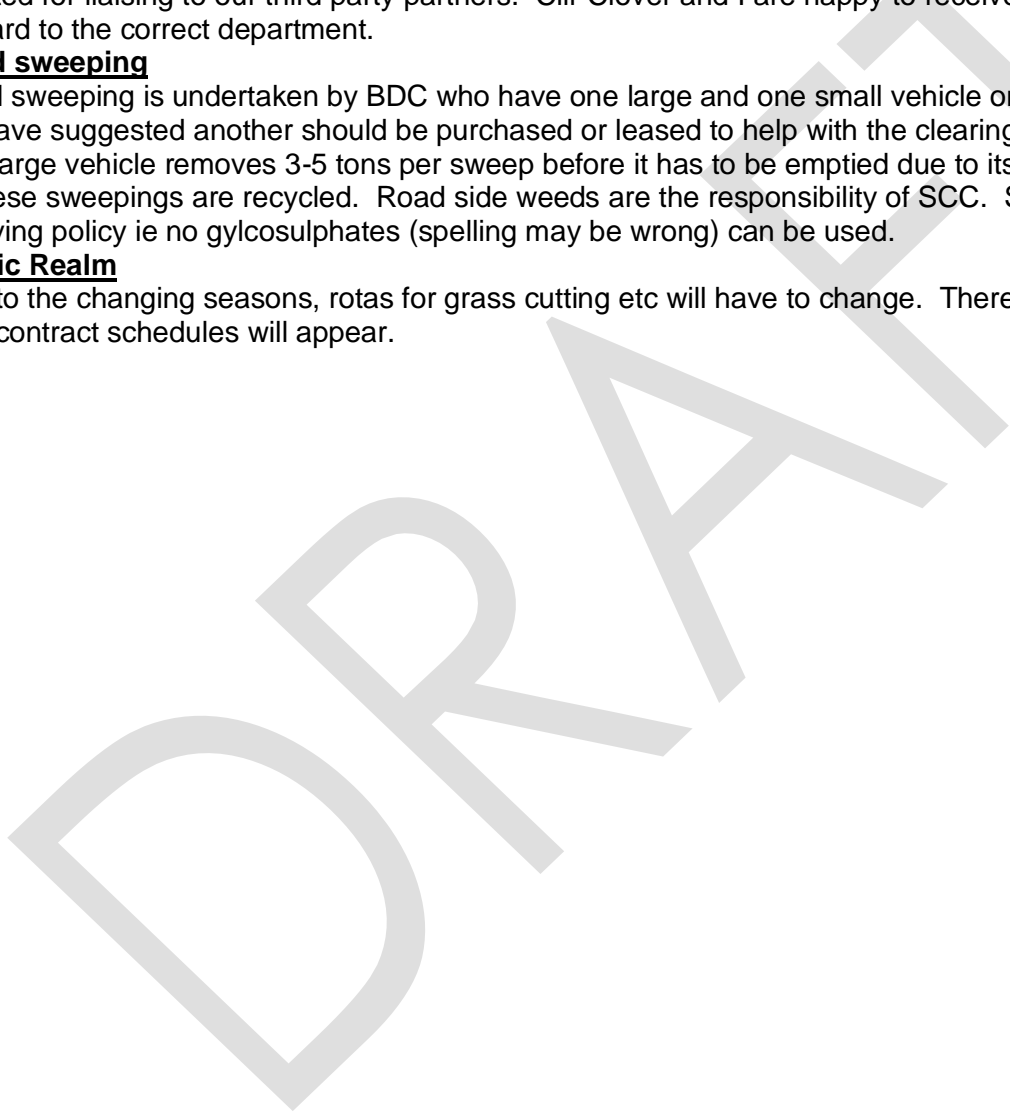 for liaising to our third party partners. Cllr Clover and I are happy to receive
ard to the correct department.
d sweeping
l sweeping is undertaken by BDC who have one large and one small vehicle or
ave suggested another should be purchased or leased to help with the clearing
arge vehicle removes 3-5 tons per sweep before it has to be emptied due to its
ese sweepings are recycled. Road side weeds are the responsibility of SCC. S
ying policy ie no gylcosulphates (spelling may be wrong) can be used.
ic Realm
to the changing seasons, rotas for grass cutting etc will have to change. There
contract schedules will appear.
DRAFT